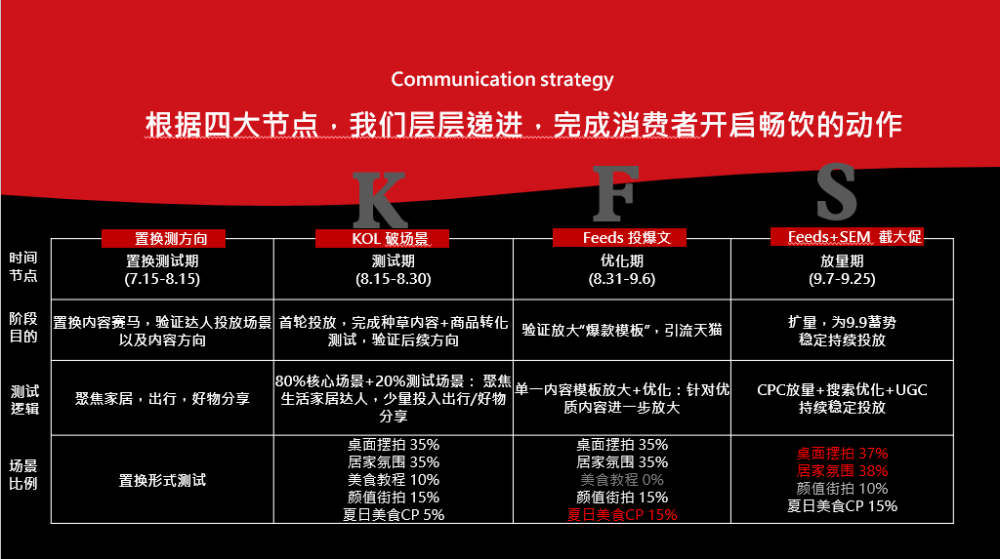 Communication strategy
根据四大节点，我们层层递进，完成消费者开启畅饮的动作
K
F
S
置换测方向
KOL 破场景
Feeds 投爆文
Feeds+SEM 截大促
时间
节点
置换测试期
(7.15-8.15)
测试期
(8.15-8.30)
优化期
(8.31-9.6)
放量期
(9.7-9.25)
阶段
目的
置换内容赛马，验证达人投放场景
以及内容方向
首轮投放，完成种草内容+商品转化
测试，验证后续方向
验证放大“爆款模板”，引流天猫
扩量，为9.9蓄势
稳定持续投放
测试
逻辑
聚焦家居，出行，好物分享
80%核心场景+20%测试场景： 聚焦
生活家居达人，少量投入出行/好物
分享
单一内容模板放大+优化：针对优
质内容进一步放大
CPC放量+搜索优化+UGC
持续稳定投放
场景
比例
置换形式测试
桌面摆拍 35%
居家氛围 35%
美食教程 10%
颜值街拍 15%
夏日美食CP 5%
桌面摆拍 35%
居家氛围 35%
美食教程 0%
颜值街拍 15%
夏日美食CP 15%
桌面摆拍 37%
居家氛围 38%
颜值街拍 10%
夏日美食CP 15%